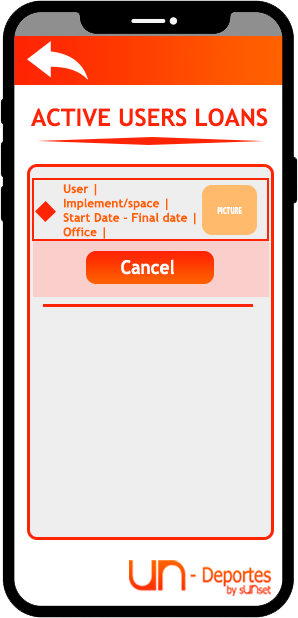 ACTIVE USERS LOANS
User |
Implement/space |
Start Date - Final date |
Office |
PICTURE
Cancel
un - Deportes
by sunset